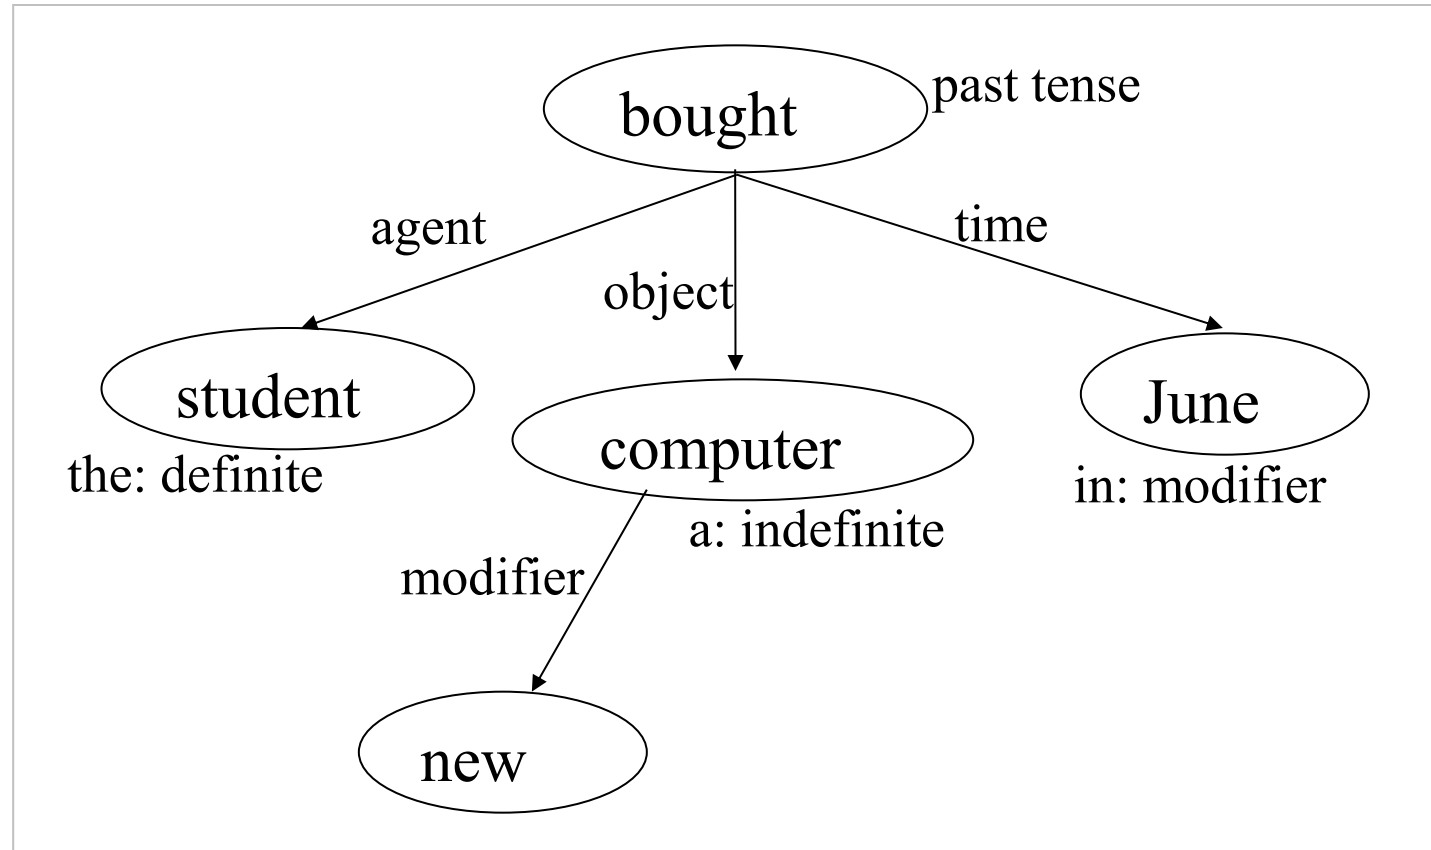 bought
past tense
agent
object
time
student
the: definite
computer
a: indefinite
June
in: modifier
modifier
new